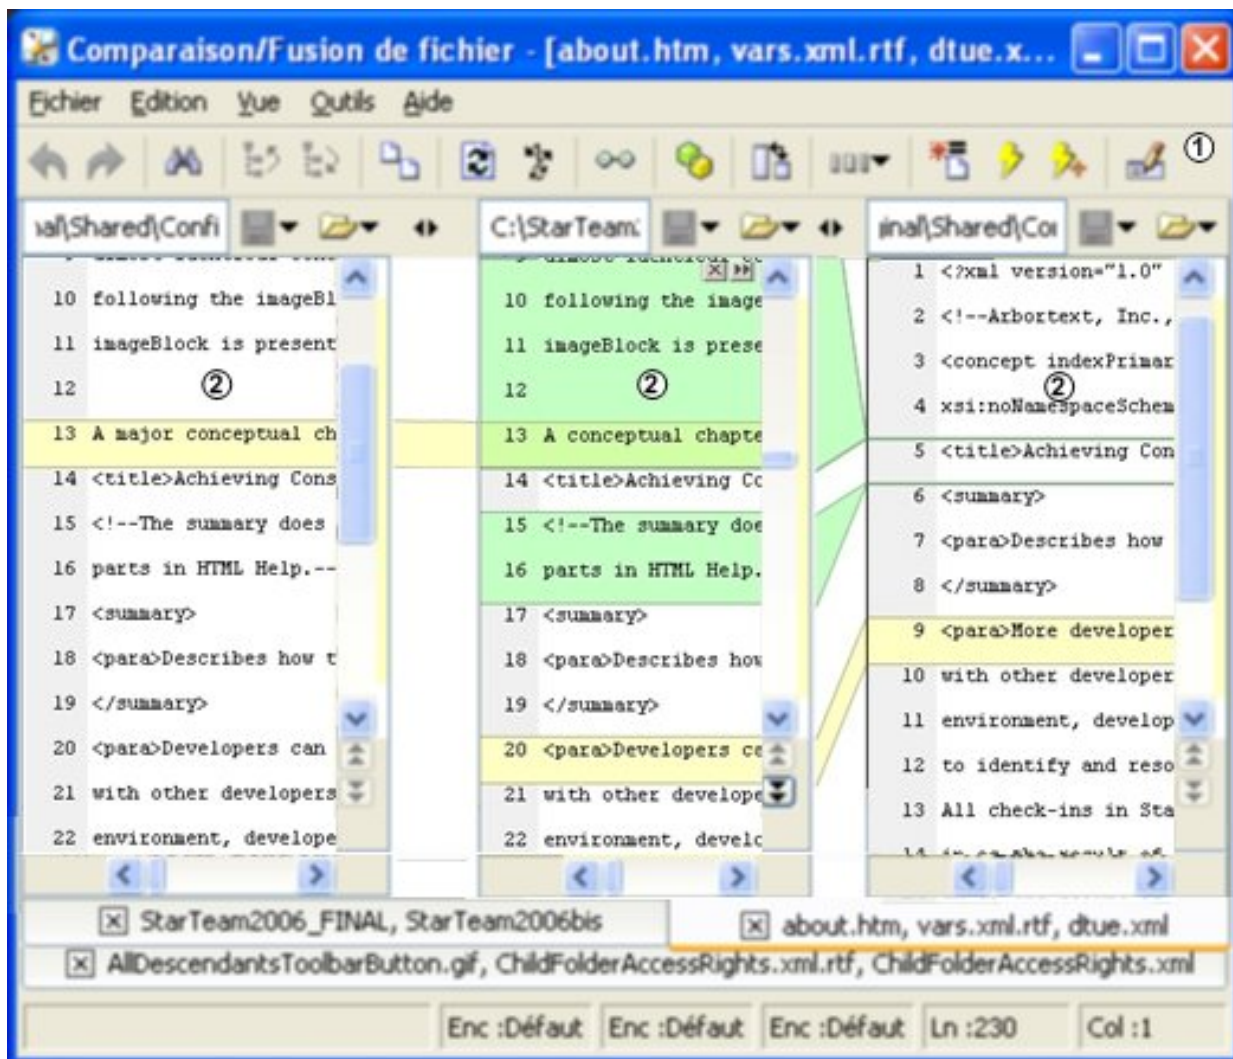 Comparaison/Fusion de fichier - [about.htm, vars.xml.rtf, dtue.x...
Fichier Edition Vue Outils Aide
①
al\Shared\Confi
C:\StarTeam
inal\Shared\Co
10 following the imageBl
11 imageBlock is present
12 ②
13 A major conceptual ch
14 <title>Achieving Cons
15 <!--The summary does
16 parts in HTML Help.--
17 <summary>
18 <para>Describes how t
19 </summary>
20 <para>Developers can
21 with other developers
22 environment, develope
10 following the image
11 imageBlock is prese
12 ②
13 A conceptual chapte
14 <title>Achieving Co
15 <!--The summary doe
16 parts in HTML Help.
17 <summary>
18 <para>Describes how
19 </summary>
20 <para>Developers ca
21 with other develope
22 environment, develo
1 <?xml version="1.0"
2 <!--Arbortext, Inc.,
3 <concept indexPrimar
②
4 xsi:noNamespaceSchem
5 <title>Achieving Con
6 <summary>
7 <para>Describes how
8 </summary>
9 <para>More developer
10 with other developer
11 environment, develop
12 to identify and reso
13 All check-ins in Sta
StarTeam2006_FINAL, StarTeam2006bis
about.htm, vars.xml.rtf, dtue.xml
AllDescendantsToolbarButton.gif, ChildFolderAccessRights.xml.rtf, ChildFolderAccessRights.xml
Enc :Défaut Enc :Défaut Enc :Défaut Ln :230 Col :1